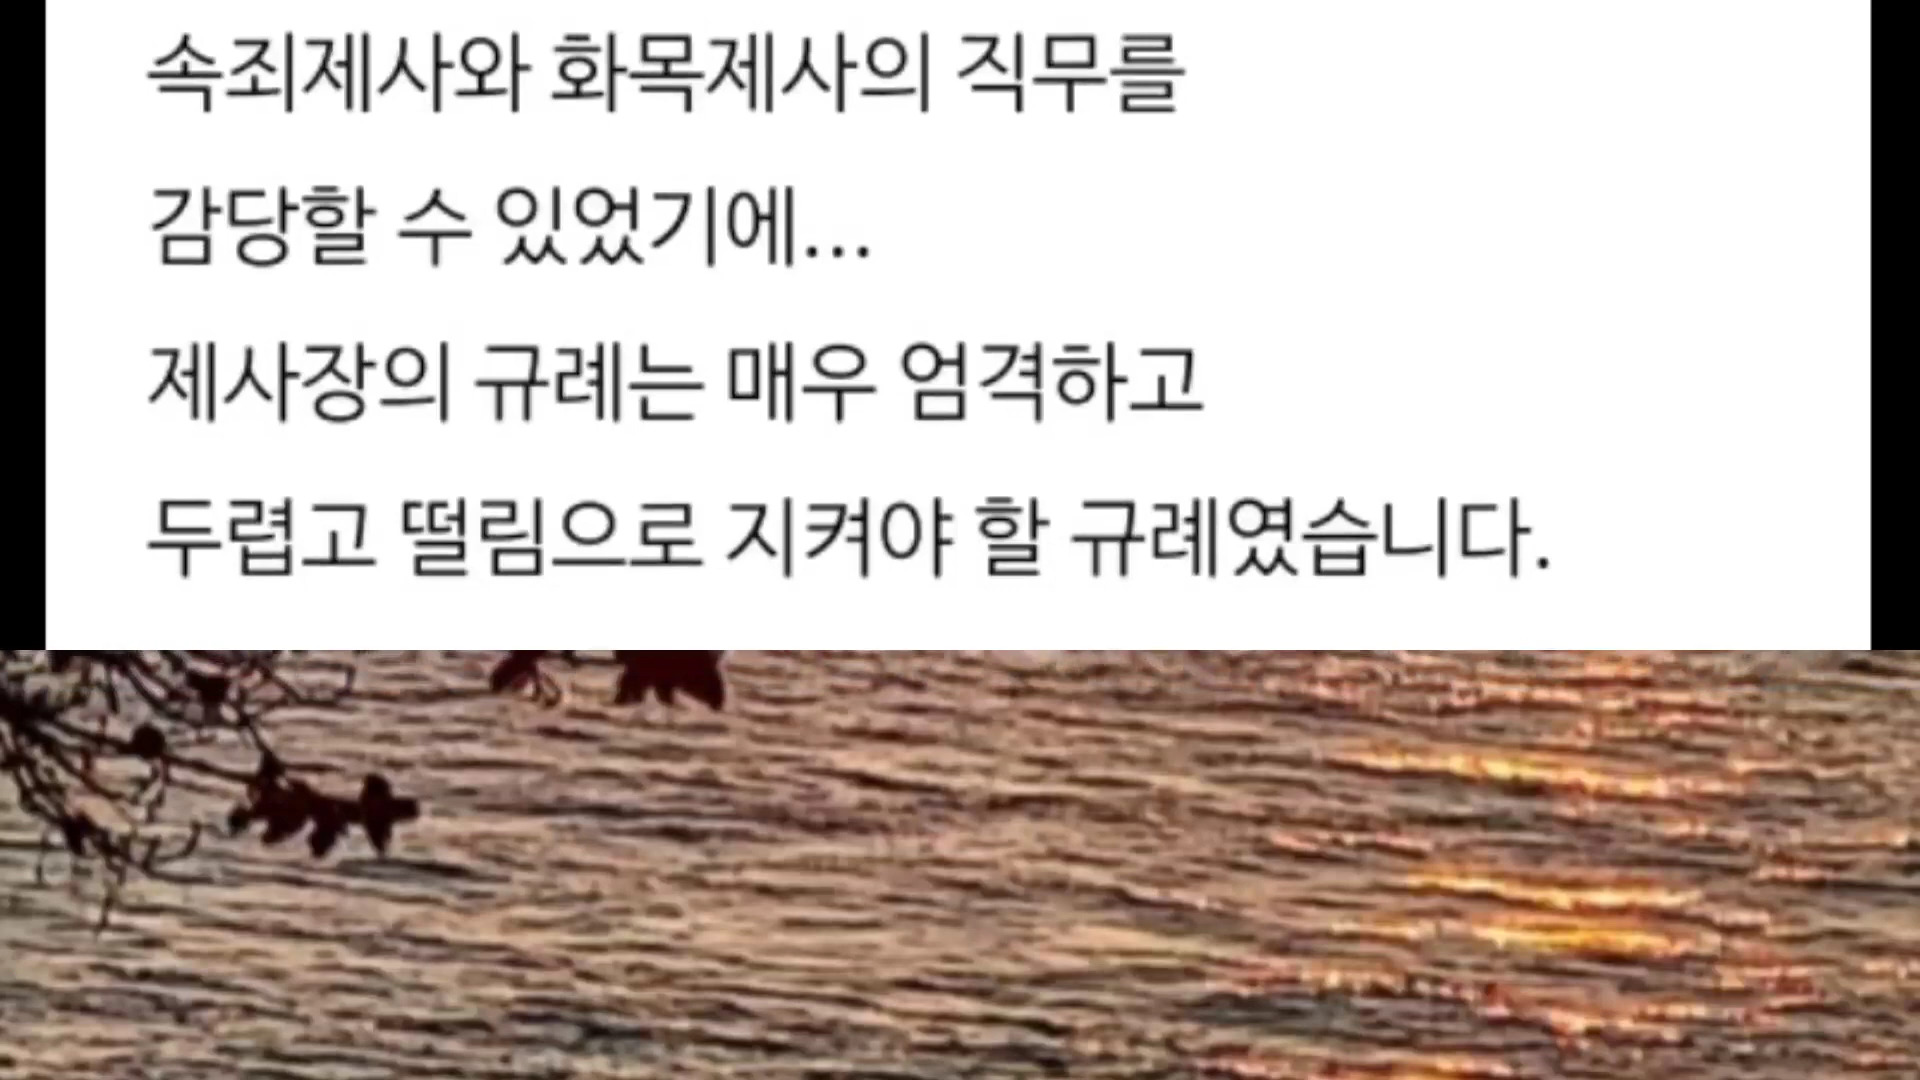 속죄제사와 화목제사의 직무를
감당할 수 있었기에...
제사장의 규례는 매우 엄격하고
두렵고 떨림으로 지켜야 할 규례였습니다.